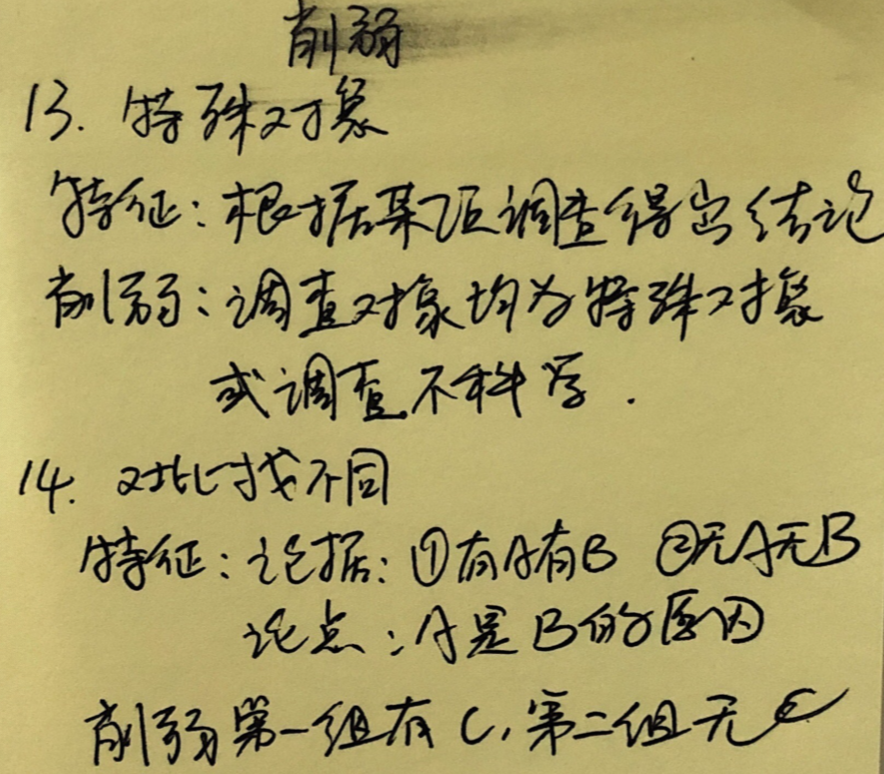 削弱
13. 特殊对象
特征：根据某项调查得出结论
削弱：调查对象均为特殊对象
或调查不科学.
14. 对比找不同
特征：论据：①有A有B ②无A无B
论点：A是B的原因
削弱第一组有C，第二组无C